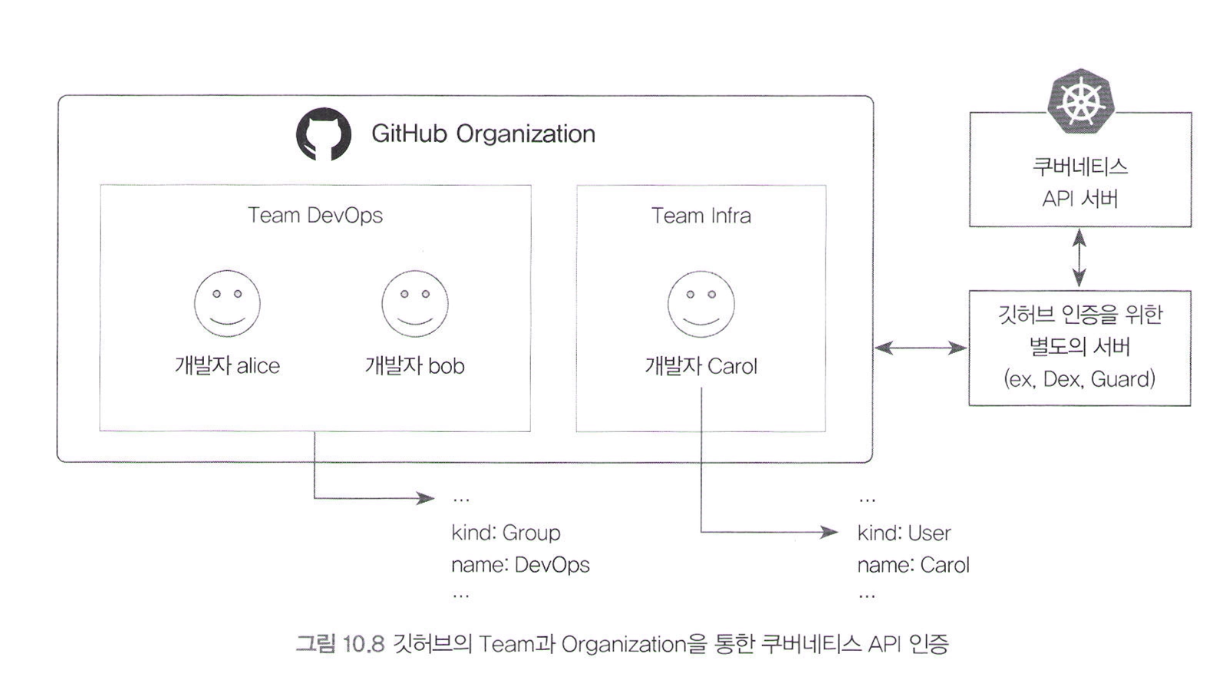 GitHub Organization
Team DevOps
개발자 alice
개발자 bob
Team Infra
개발자 Carol
쿠버네티스
API 서버
깃허브 인증을 위한
별도의 서버
(ex, Dex, Guard)
...
kind: Group
name: DevOps
...
...
kind: User
name: Carol
...
그림 10.8 깃허브의 Team과 Organization을 통한 쿠버네티스 API 인증